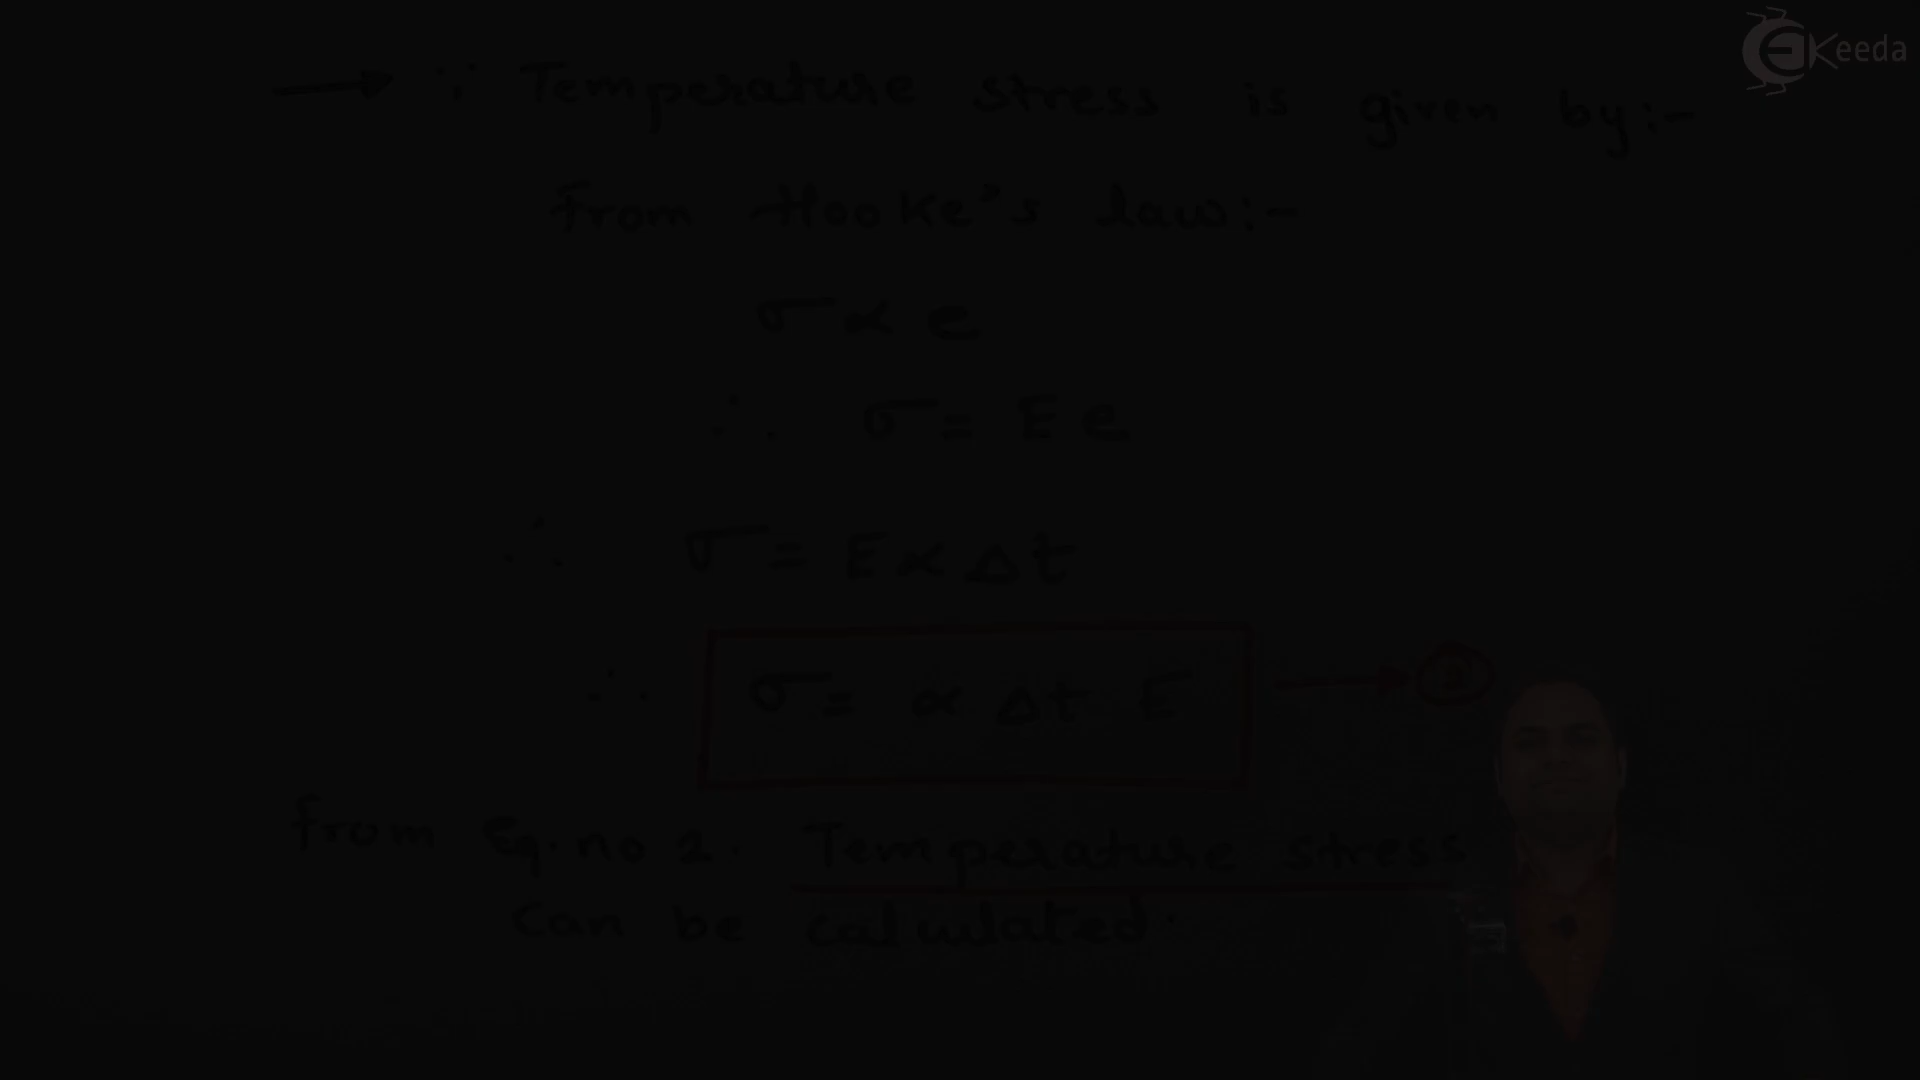 EKeeda
→ ∵ Temperature stress is given by:-
from Hooke's law:-
σ ∝ e
∴ σ = E e
∴ σ = E α Δt
∴ σ = α Δt E → ②
from Eq. no 2. Temperature stress
can be calculated.